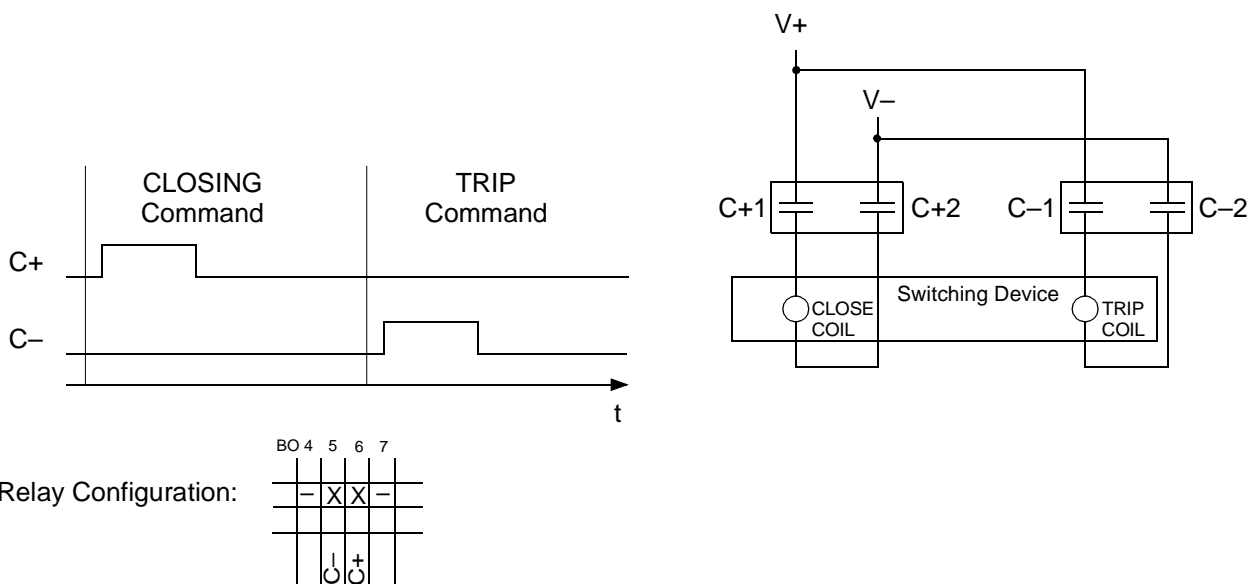 V+
V–
CLOSING
Command
TRIP
Command
C+1
C+2
C–1
C–2
C+
C–
Switching Device
CLOSE
COIL
TRIP
COIL
t
BO 4 5 6 7
Relay Configuration:
– X X –
C– C+